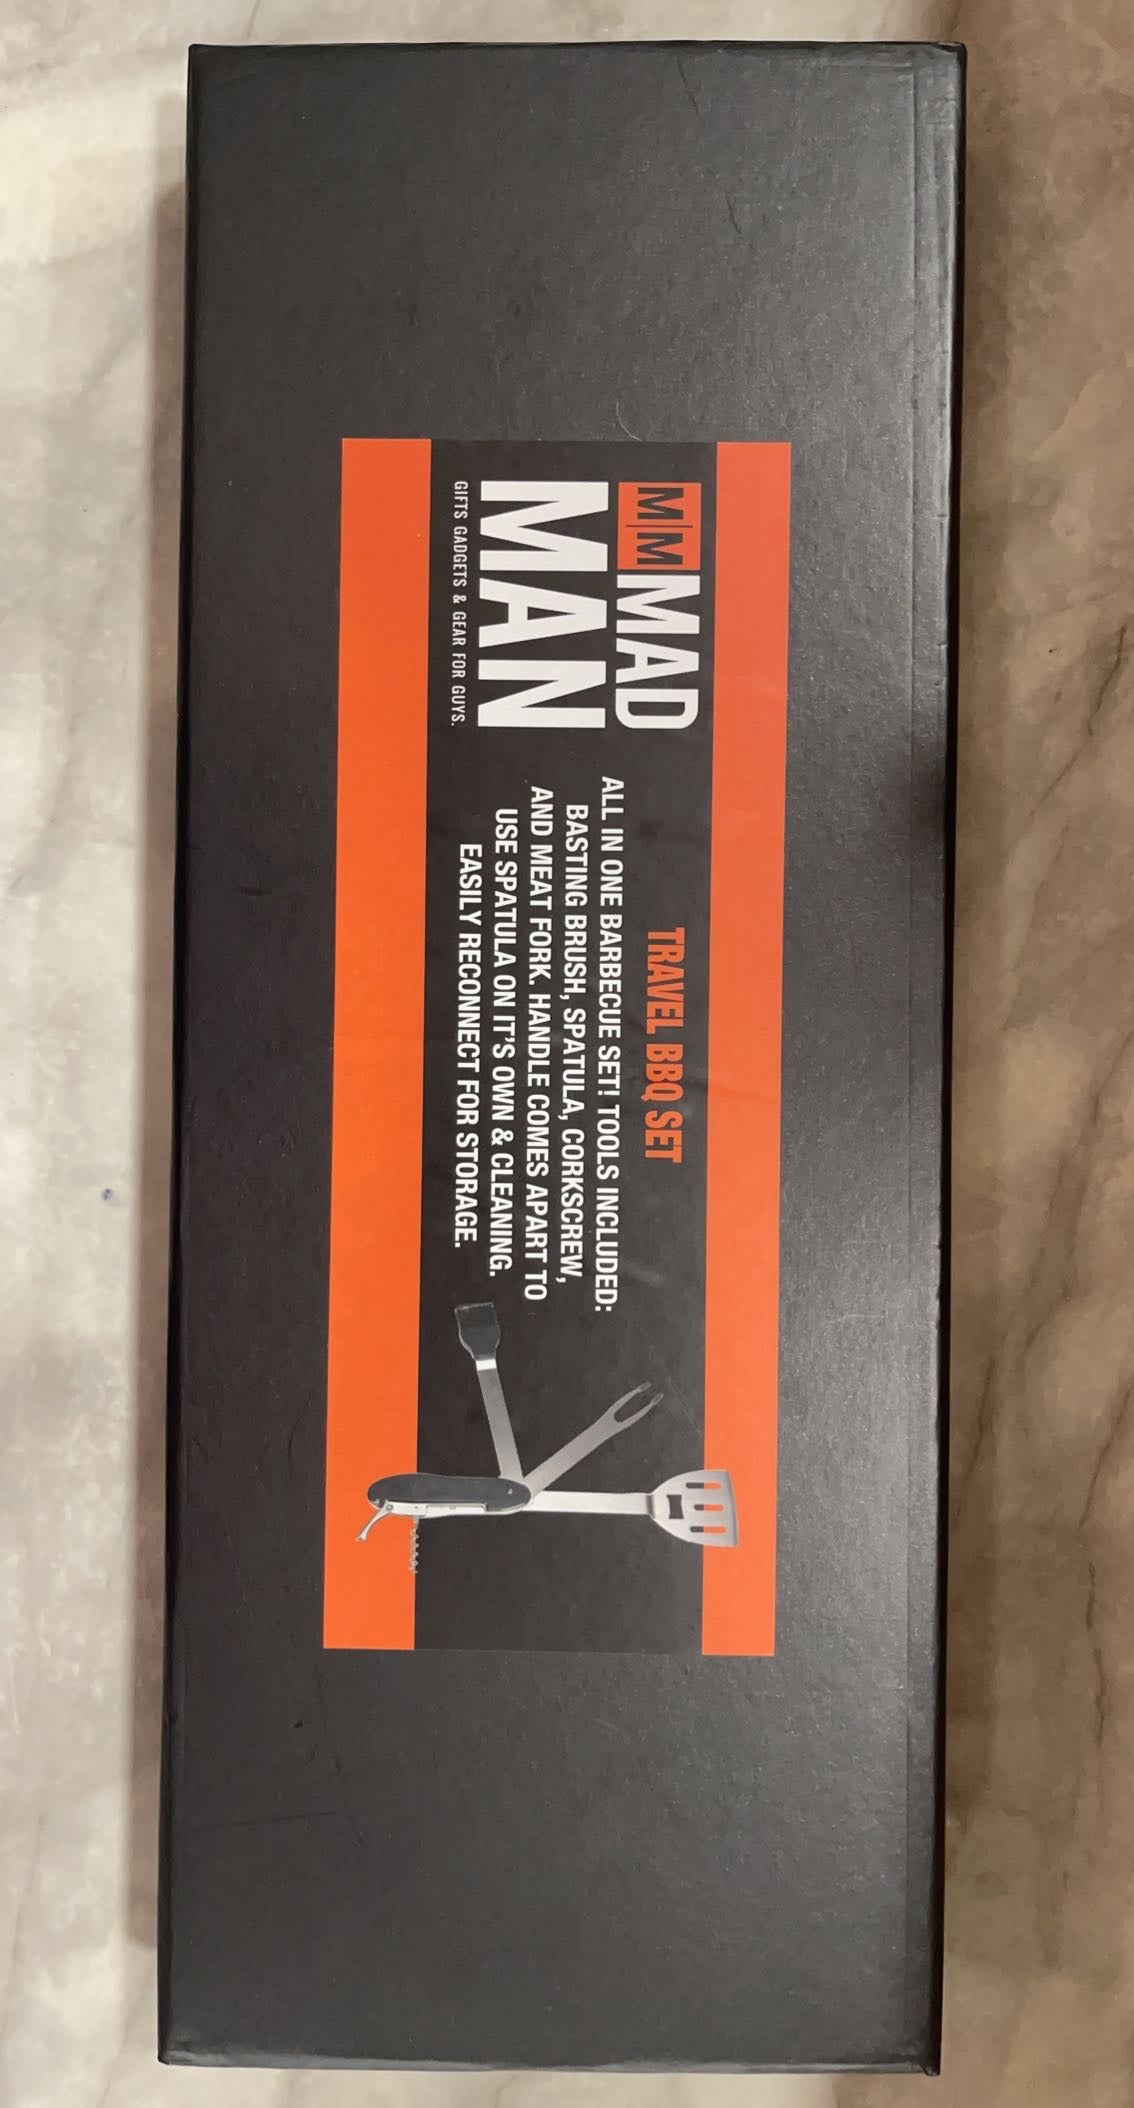 M|M MAD
MAN
GIFTS GADGETS & GEAR FOR GUYS.
TRAVEL BBQ SET
ALL IN ONE BARBECUE SET! TOOLS INCLUDED:
BASTING BRUSH, SPATULA, CORKSCREW,
AND MEAT FORK. HANDLE COMES APART TO
USE SPATULA ON IT'S OWN & CLEANING.
EASILY RECONNECT FOR STORAGE.